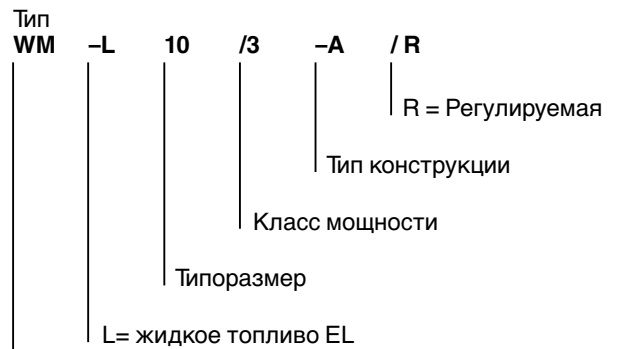 Тип
WM –L 10 /3 –A / R
R = Регулируемая
Тип конструкции
Класс мощности
Типоразмер
L= жидкое топливо EL